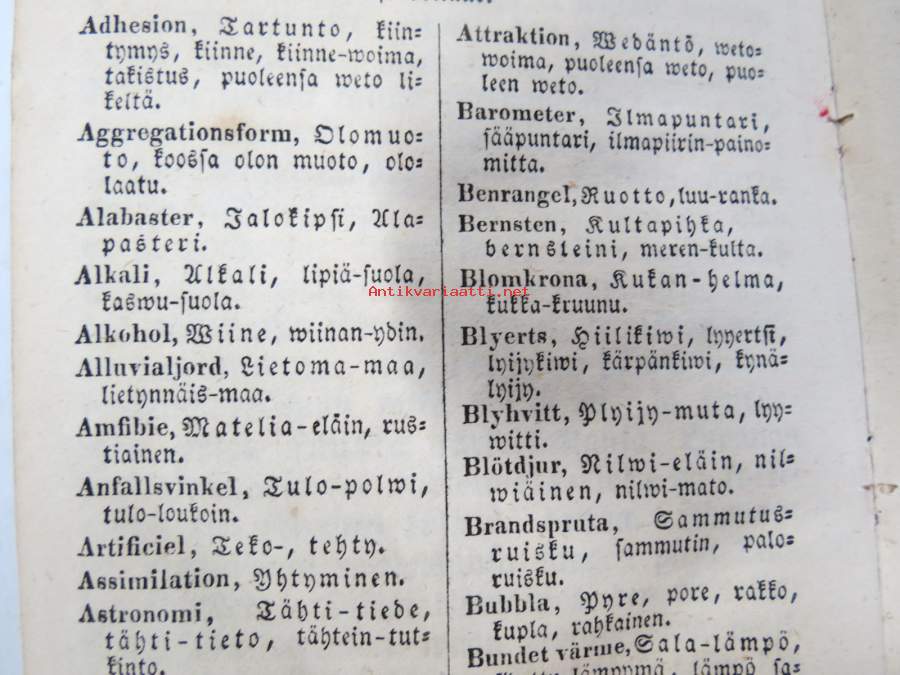 Adhesion, Tartunto, kiin=
tymys, kiinne, kiinne-woima,
takistus, puoleensa weto li=
keltä.
Aggregationsform, Olomuo=
to, koossa olon muoto, olo=
laatu.
Alabaster, Jalokipsi, Ala=
pasteri.
Alkali, Alkali, lipiä-suola,
kaswu-suola.
Alkohol, Wiine, wiinan-ydin.
Alluvialjord, Lietoma-maa,
lietynnäis-maa.
Amfibie, Matelia-eläin, rus=
tiainen.
Anfallsvinkel, Tulo-polwi,
tulo-loukoin.
Artificiel, Teko-, tehty.
Assimilation, Yhtyminen.
Astronomi, Tähti-tiede,
tähti-tieto, tähtein-tut=
kinto.
Attraktion, Wedäntö, weto=
woima, puoleensa weto, puo=
leen weto.
Barometer, Ilmapuntari,
sääpuntari, ilmapiirin-paino=
mitta.
Benrangel, Ruotto, luu-ranka.
Bernsten, Kultapihka,
bernsleini, meren-kulta.
Blomkrona, Kukan-helma,
kukka-kruunu.
Antikvariaatti.net
Blyerts, Hiilikiwi, lyyertsi,
lyijykiwi, kärpänkiwi, kynä=
lyijy.
Blyhvitt, Plyijy-muta, lyy=
witti.
Blötdjur, Nilwi-eläin, nil=
wiäinen, nilwi-mato.
Brandspruta, Sammutus=
ruisku, sammutin, palo=
ruisku.
Bubbla, Pyre, pore, rakko,
kupla, rahkainen.
Bundet värme, Sala-lämpö,
lämpymä, lämpö sa=